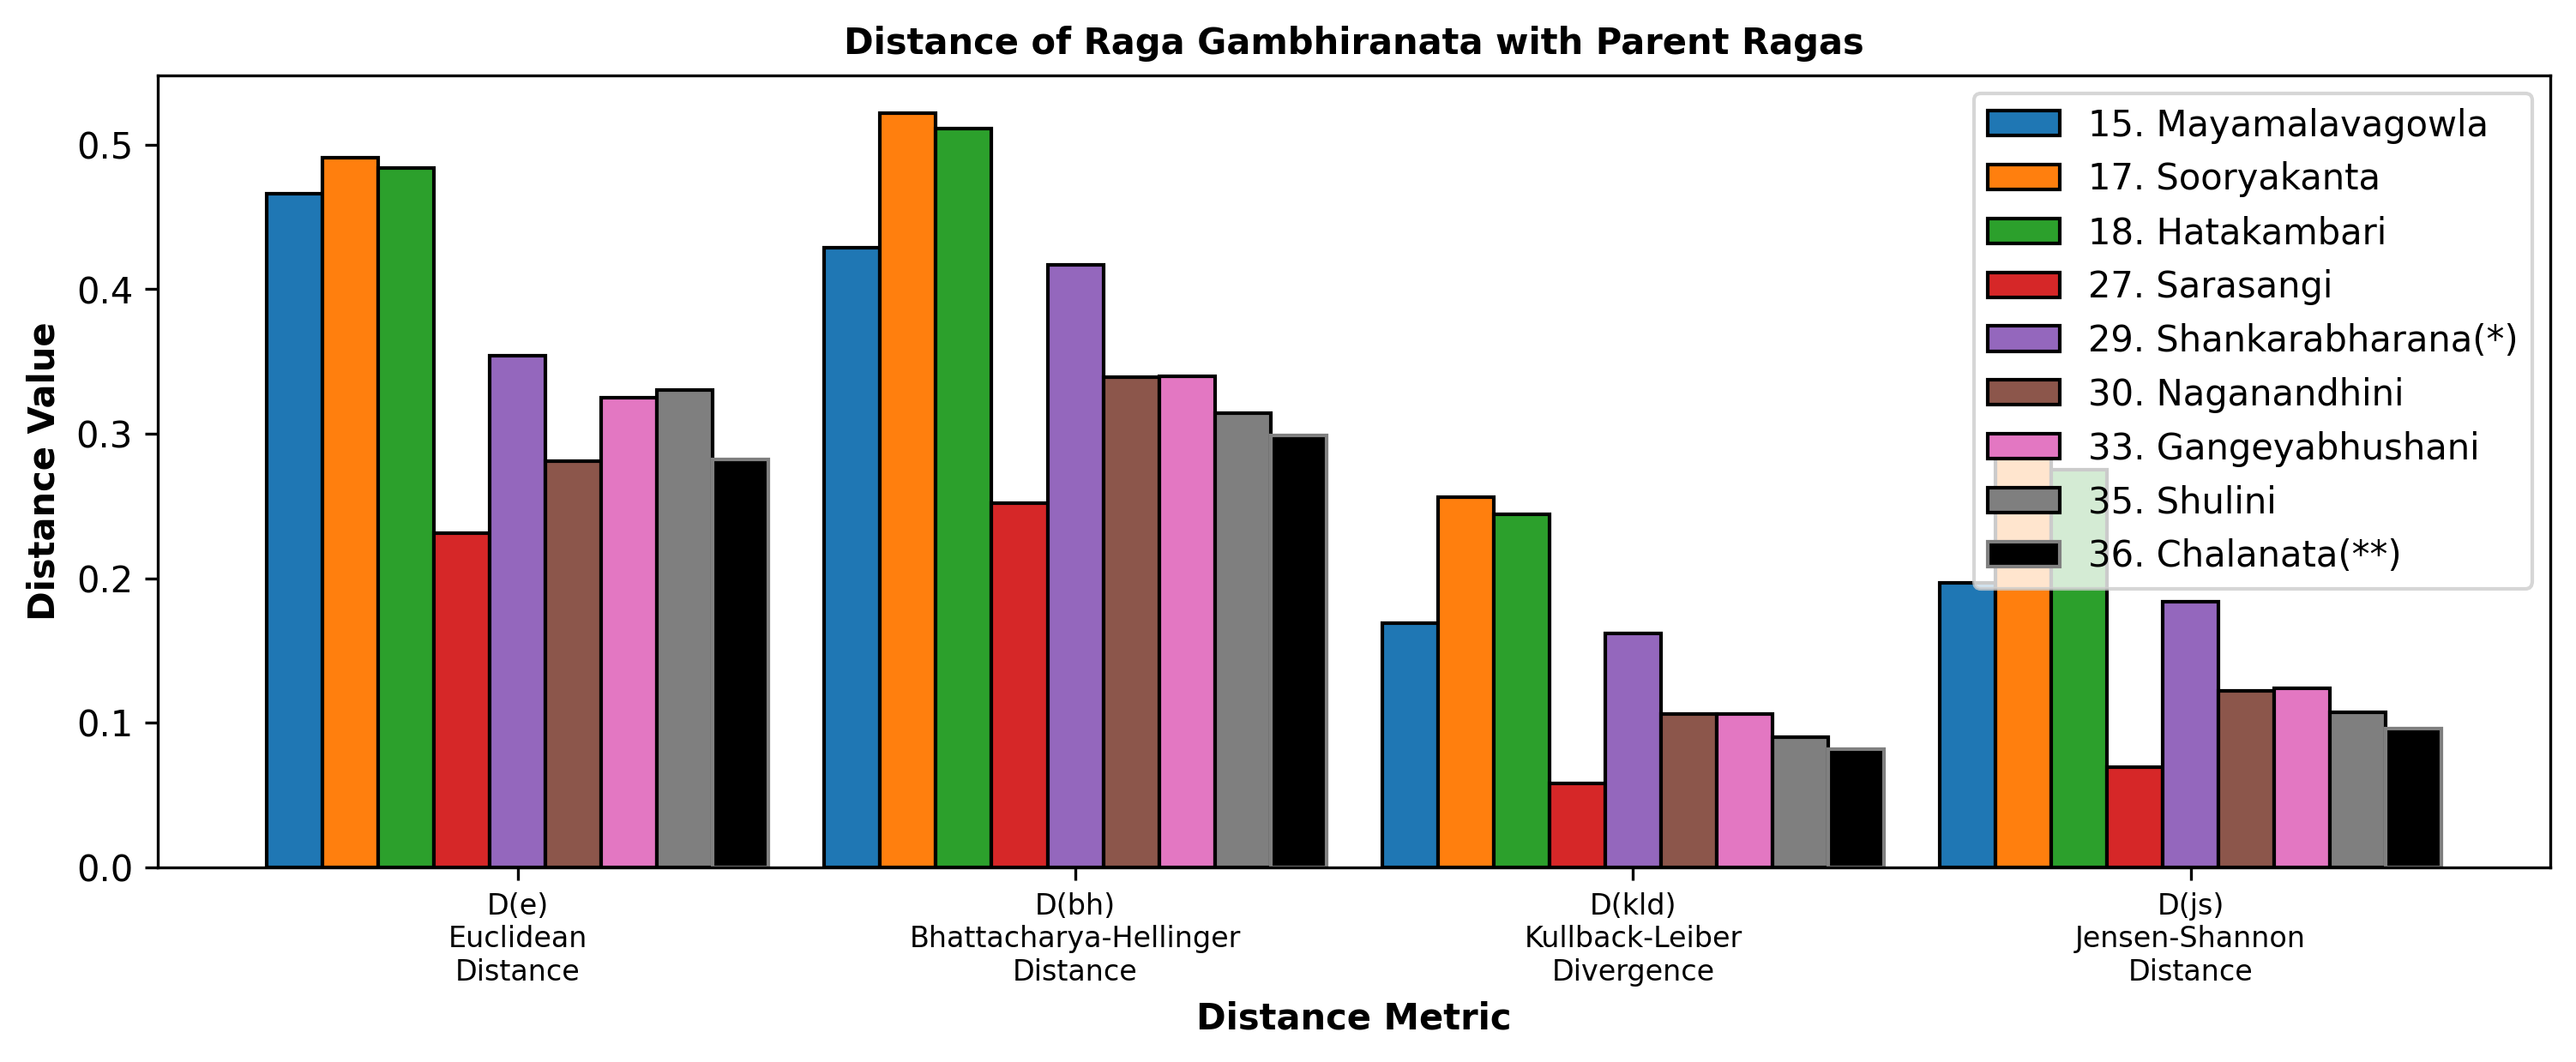 Distance of Raga Gambhiranata with Parent Ragas
Distance Value
0.5
0.4
0.3
0.2
0.1
0.0
15. Mayamalavagowla
17. Sooryakanta
18. Hatakambari
27. Sarasangi
29. Shankarabharana(*)
30. Naganandhini
33. Gangeyabhushani
35. Shulini
36. Chalanata(**)
D(e)
Euclidean
Distance
D(bh)
Bhattacharya-Hellinger
Distance
D(kld)
Kullback-Leiber
Divergence
D(js)
Jensen-Shannon
Distance
Distance Metric